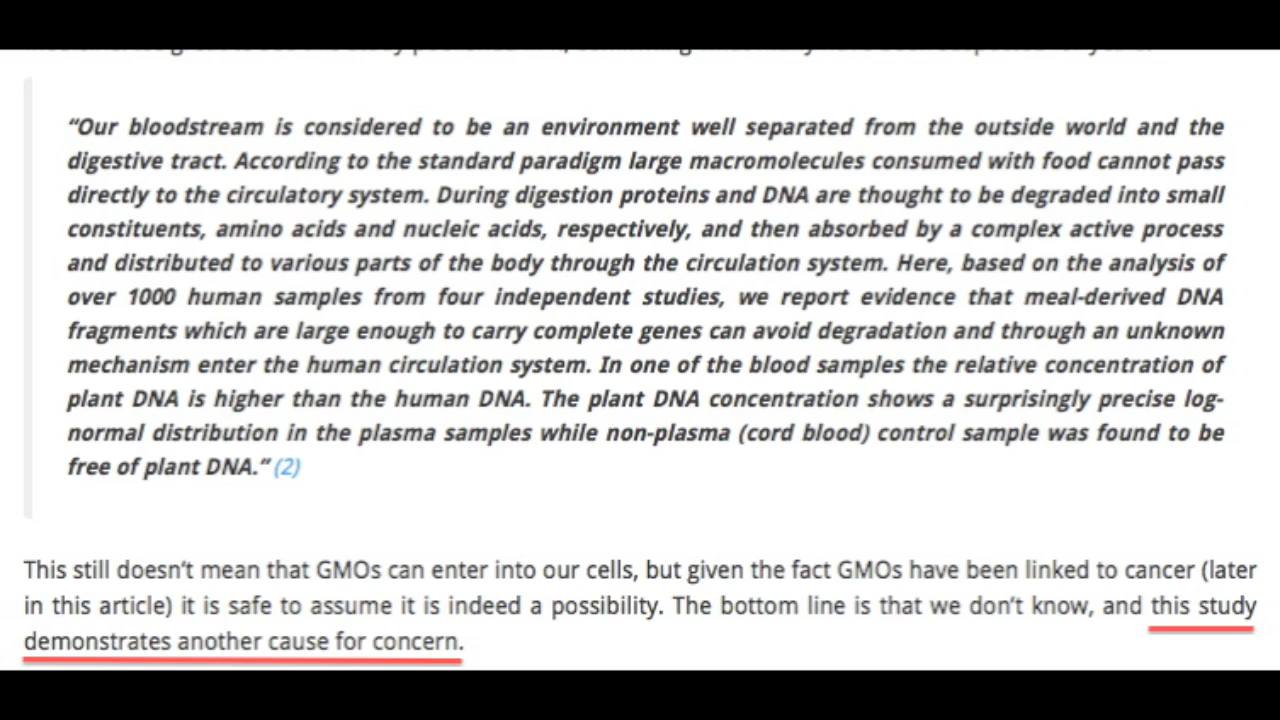 “Our bloodstream is considered to be an environment well separated from the outside world and the
digestive tract. According to the standard paradigm large macromolecules consumed with food cannot pass
directly to the circulatory system. During digestion proteins and DNA are thought to be degraded into small
constituents, amino acids and nucleic acids, respectively, and then absorbed by a complex active process
and distributed to various parts of the body through the circulation system. Here, based on the analysis of
over 1000 human samples from four independent studies, we report evidence that meal-derived DNA
fragments which are large enough to carry complete genes can avoid degradation and through an unknown
mechanism enter the human circulation system. In one of the blood samples the relative concentration of
plant DNA is higher than the human DNA. The plant DNA concentration shows a surprisingly precise log-
normal distribution in the plasma samples while non-plasma (cord blood) control sample was found to be
free of plant DNA.” (2)
This still doesn’t mean that GMOs can enter into our cells, but given the fact GMOs have been linked to cancer (later
in this article) it is safe to assume it is indeed a possibility. The bottom line is that we don’t know, and this study
demonstrates another cause for concern.